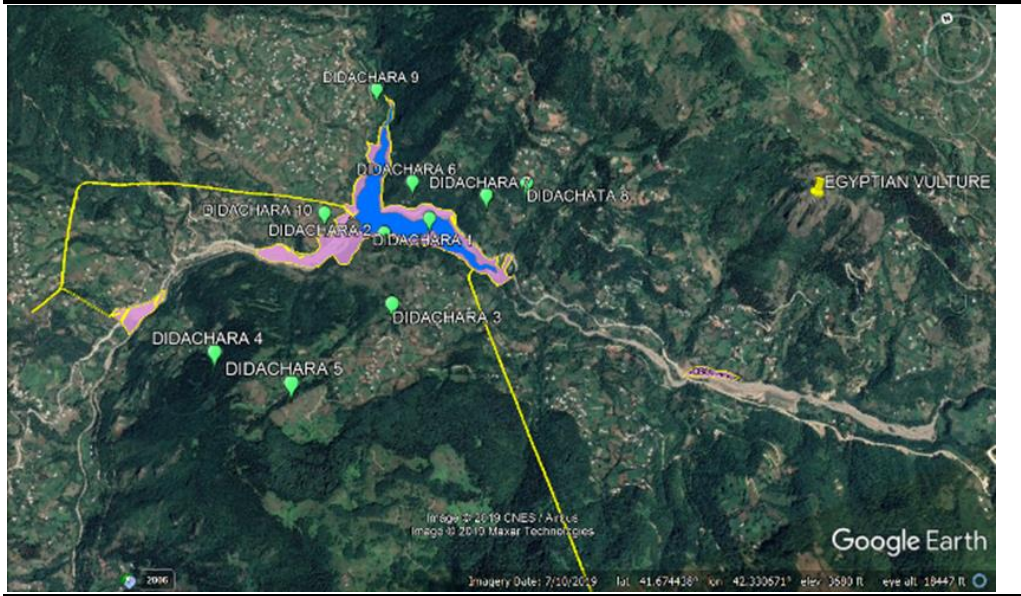 N
DIDACHARA 9
DIDACHARA 6
DIDACHARA 7
DIDACHATA 8
EGYPTIAN VULTURE
DIDACHARA 10
DIDACHARA 2
DIDACHARA 1
DIDACHARA 3
DIDACHARA 4
DIDACHARA 5
Image © 2019 CNES / Airbus
Image © 2019 Maxar Technologies
Google Earth
2006
Imagery Date: 7/10/2019 lat 41.674438° lon 42.330671° elev 3680 ft eye alt 18447 ft